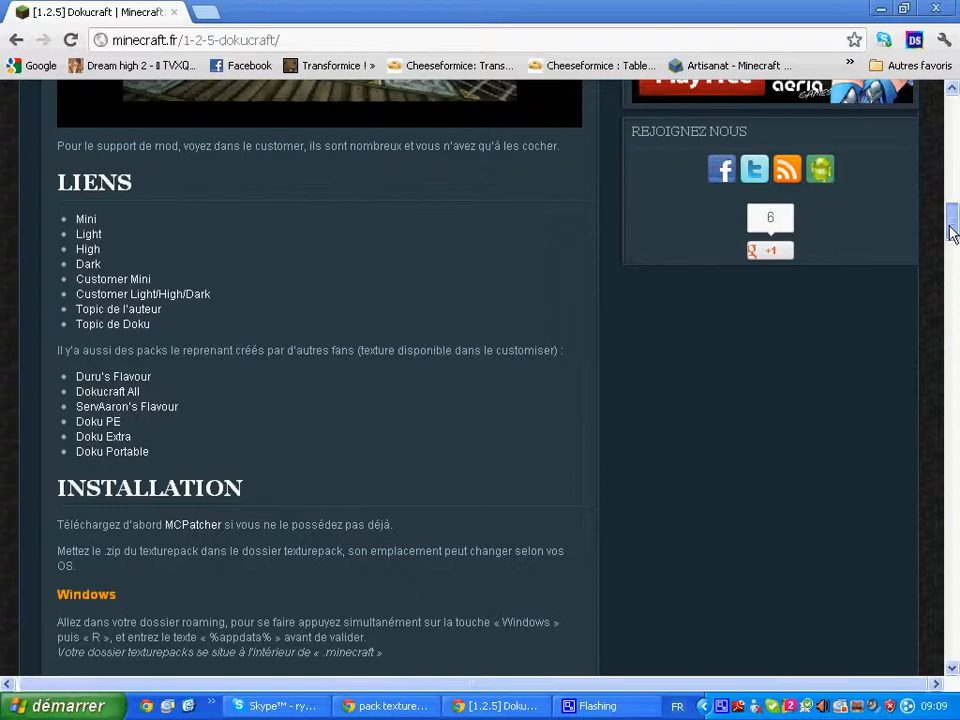 [1.2.5] Dokucraft | Minecraft.
minecraft.fr/1-2-5-dokucraft/
Google
Dream high 2 - ㅣTVXQ...
Facebook
Transformice ! »
Cheeseformice: Trans...
Cheeseformice : Table...
Artisanat - Minecraft ...
»
Autres favoris
aeria
GAMES
Pour le support de mod, voyez dans le customer, ils sont nombreux et vous n'avez qu'à les cocher.
REJOIGNEZ NOUS
6
+1
LIENS
Mini
Light
High
Dark
Customer Mini
Customer Light/High/Dark
Topic de l'auteur
Topic de Doku
Il y'a aussi des packs le reprenant créés par d'autres fans (texture disponible dans le customiser) :
Duru's Flavour
Dokucraft All
ServAaron's Flavour
Doku PE
Doku Extra
Doku Portable
INSTALLATION
Téléchargez d'abord MCPatcher si vous ne le possédez pas déjà.
Mettez le .zip du texturepack dans le dossier texturepack, son emplacement peut changer selon vos
OS.
Windows
Allez dans votre dossier roaming, pour se faire appuyez simultanément sur la touche « Windows »
puis « R », et entrez le texte « %appdata% » avant de valider.
Votre dossier texturepacks se situe à l'intérieur de « .minecraft »
démarrer
»
Skype™ - ry...
pack texture...
[1.2.5] Doku...
Flashing
FR
09:09